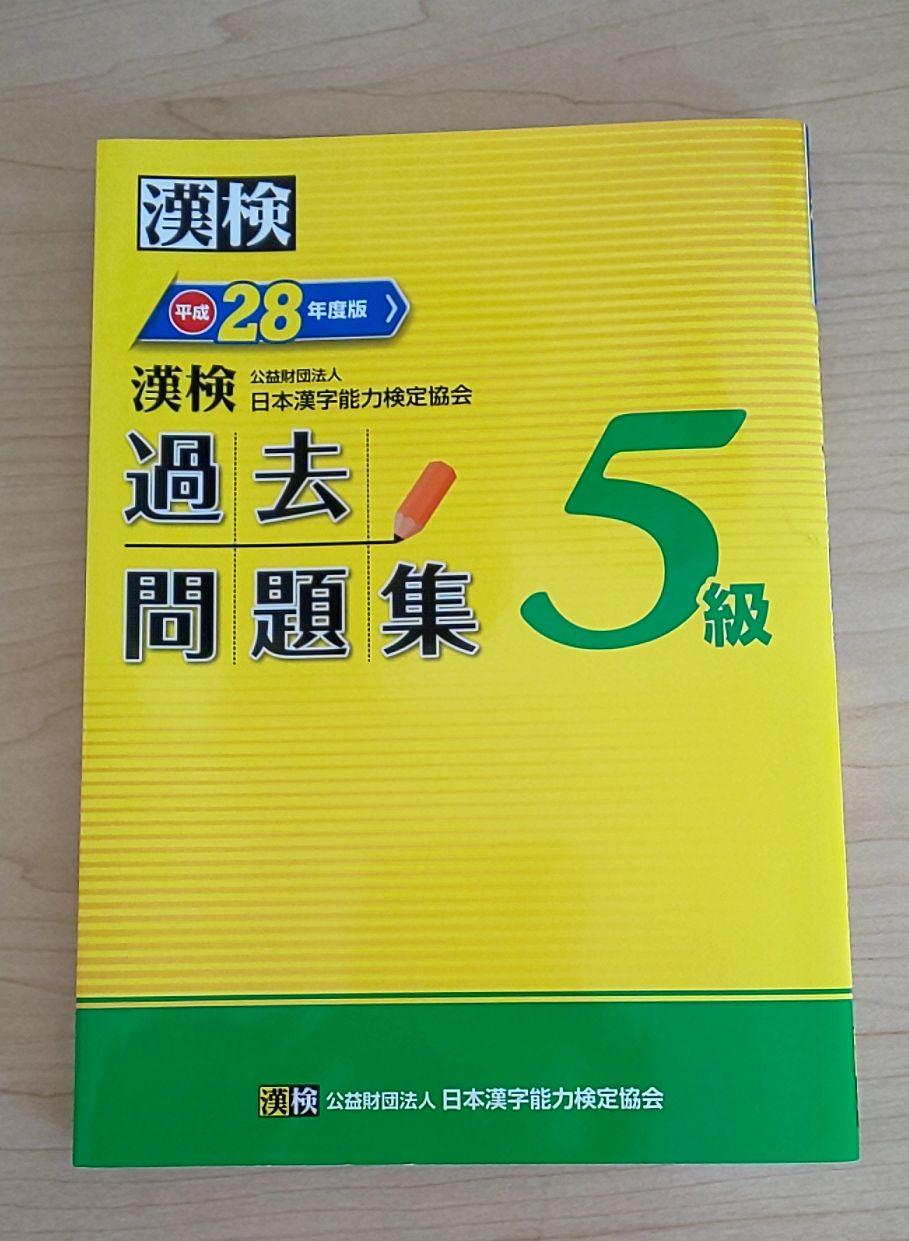 漢検
平成28年度版
漢検 公益財団法人
日本漢字能力検定協会
過去
問題集
5級
漢検 公益財団法人 日本漢字能力検定協会